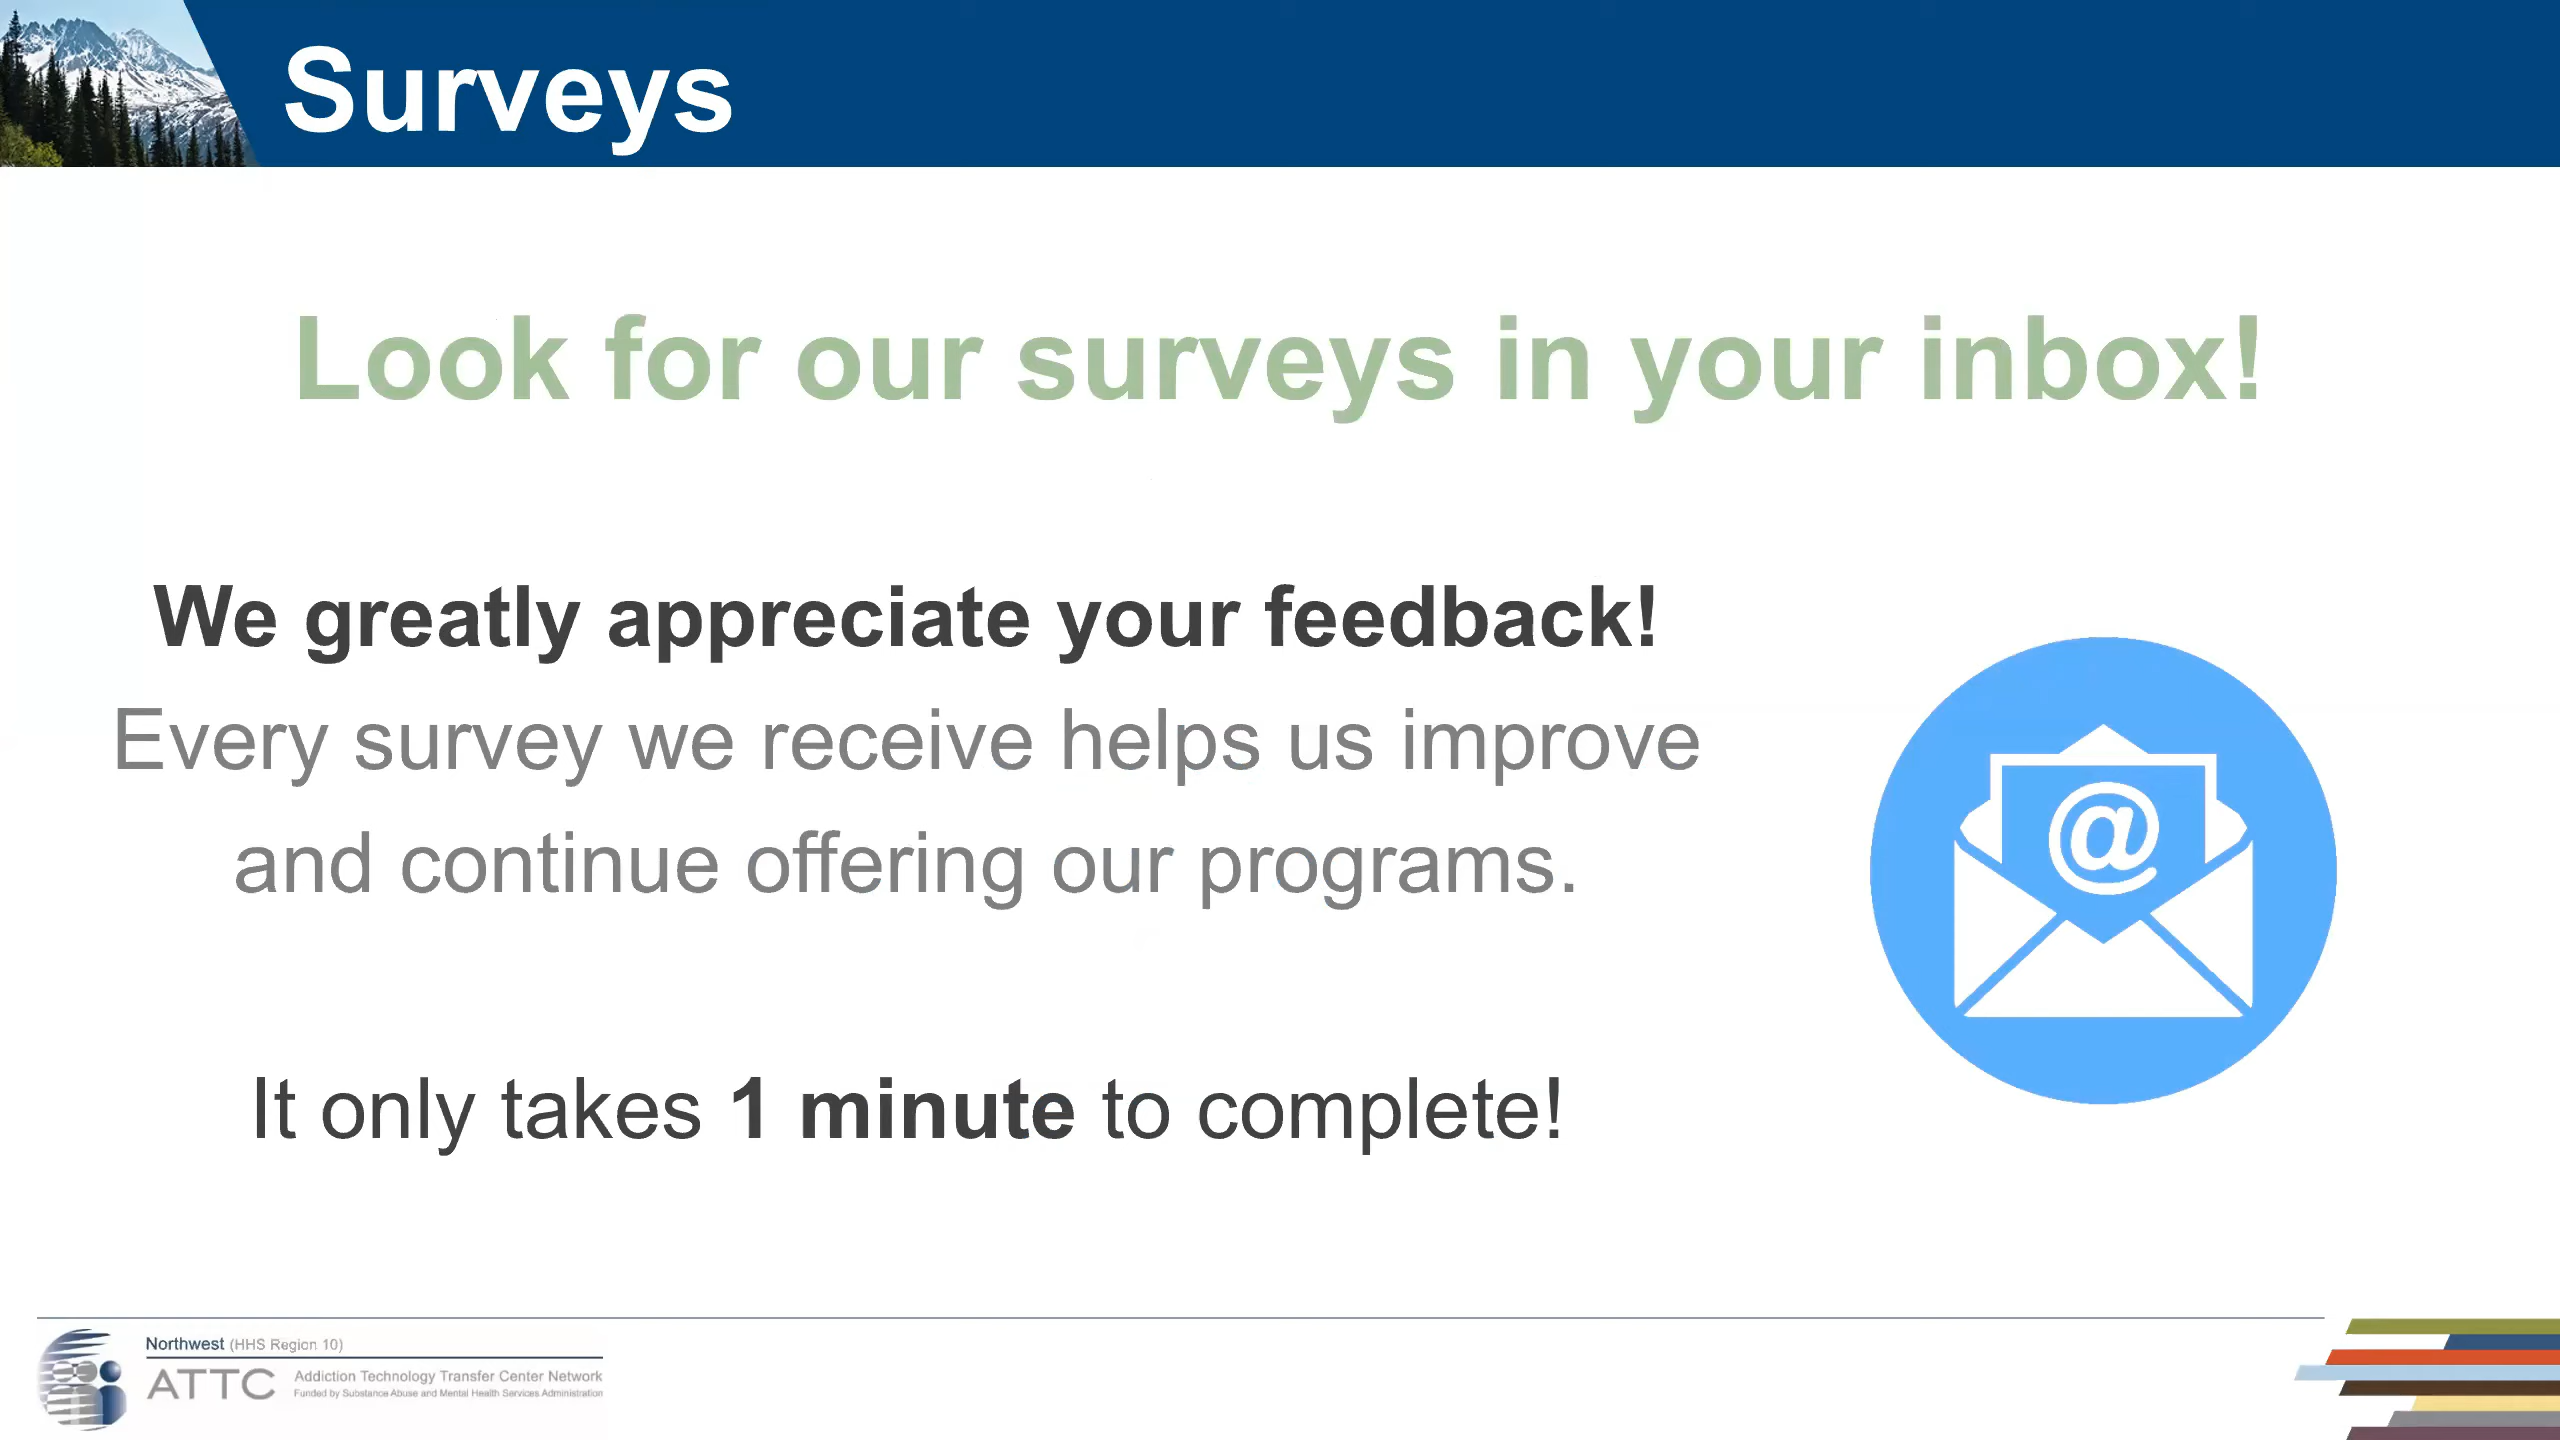 Surveys
Look for our surveys in your inbox!
We greatly appreciate your feedback!
Every survey we receive helps us improve
and continue offering our programs.
@
It only takes 1 minute to complete!
Northwest (HHS Region 10)
ATTC Addiction Technology Transfer Center Network
Funded by Substance Abuse and Mental Health Services Administration